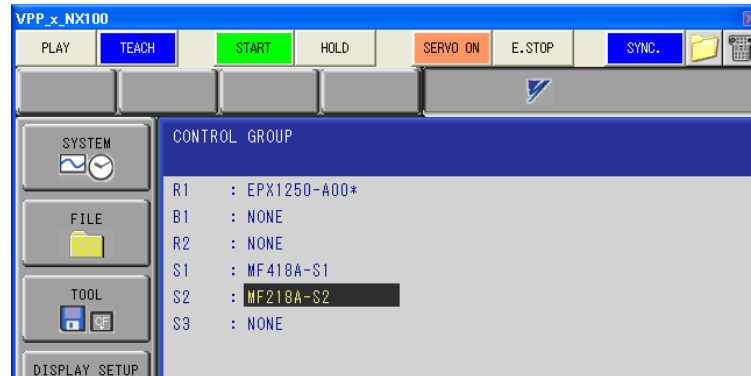 VPP_x_NX100
PLAY TEACH START HOLD SERVO ON E.STOP SYNC.
SYSTEM
CONTROL GROUP
R1 : EPX1250-A00*
FILE
B1 : NONE
R2 : NONE
S1 : MF418A-S1
TOOL
S2 : MF218A-S2
CF
S3 : NONE
DISPLAY SETUP